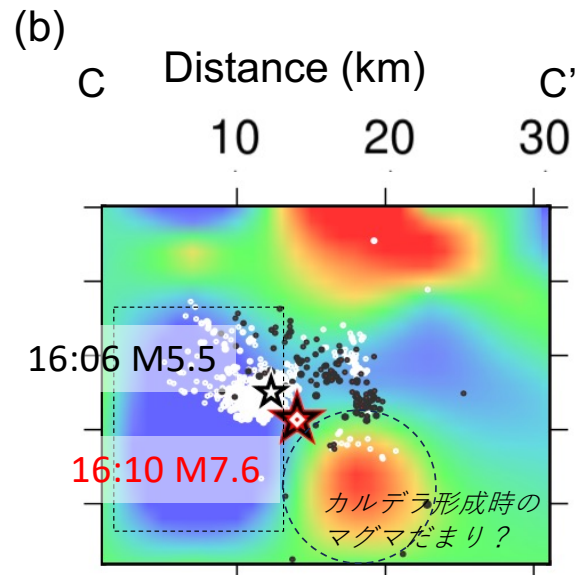 (b)
Distance (km)
C C’
10 20 30
16:06 M5.5
16:10 M7.6
カルデラ形成時の
マグマだまり？